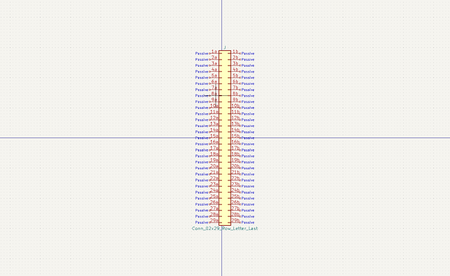 J
Passive 1a 1b Passive
Passive 2a 2b Passive
Passive 3a 3b Passive
Passive 4a 4b Passive
Passive 5a 5b Passive
Passive 6a 6b Passive
Passive 7a 7b Passive
Passive 8a 8b Passive
Passive 9a 9b Passive
Passive 10a 10b Passive
Passive 11a 11b Passive
Passive 12a 12b Passive
Passive 13a 13b Passive
Passive 14a 14b Passive
Passive 15a 15b Passive
Passive 16a 16b Passive
Passive 17a 17b Passive
Passive 18a 18b Passive
Passive 19a 19b Passive
Passive 20a 20b Passive
Passive 21a 21b Passive
Passive 22a 22b Passive
Passive 23a 23b Passive
Passive 24a 24b Passive
Passive 25a 25b Passive
Passive 26a 26b Passive
Passive 27a 27b Passive
Passive 28a 28b Passive
Passive 29a 29b Passive
Conn_02x29_Row_Letter_Last